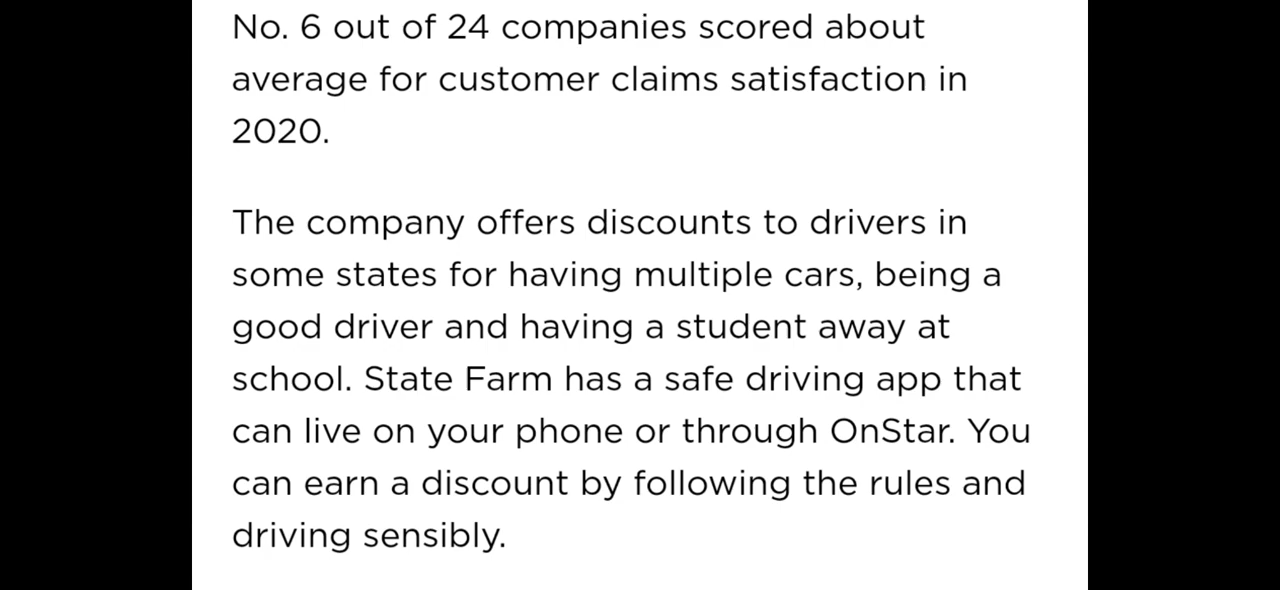 No. 6 out of 24 companies scored about
average for customer claims satisfaction in
2020.
The company offers discounts to drivers in
some states for having multiple cars, being a
good driver and having a student away at
school. State Farm has a safe driving app that
can live on your phone or through OnStar. You
can earn a discount by following the rules and
driving sensibly.